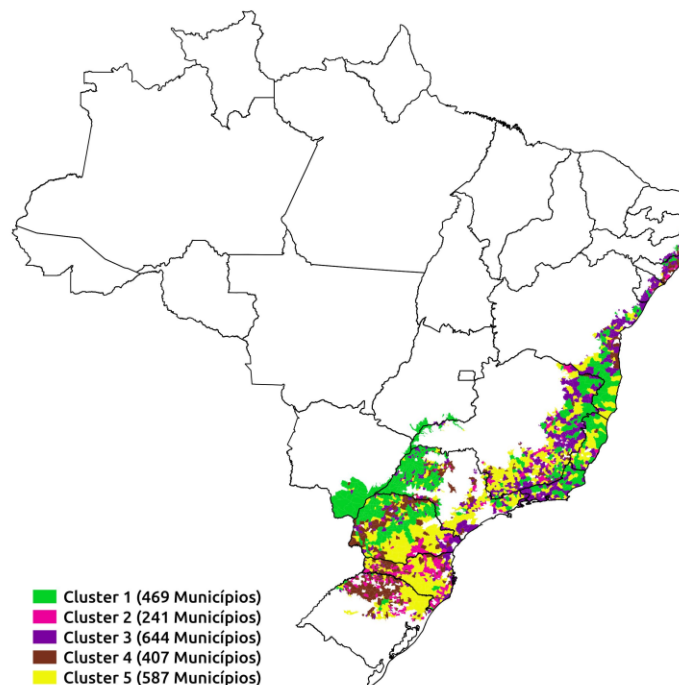 Cluster 1 (469 Municípios)
Cluster 2 (241 Municípios)
Cluster 3 (644 Municípios)
Cluster 4 (407 Municípios)
Cluster 5 (587 Municípios)